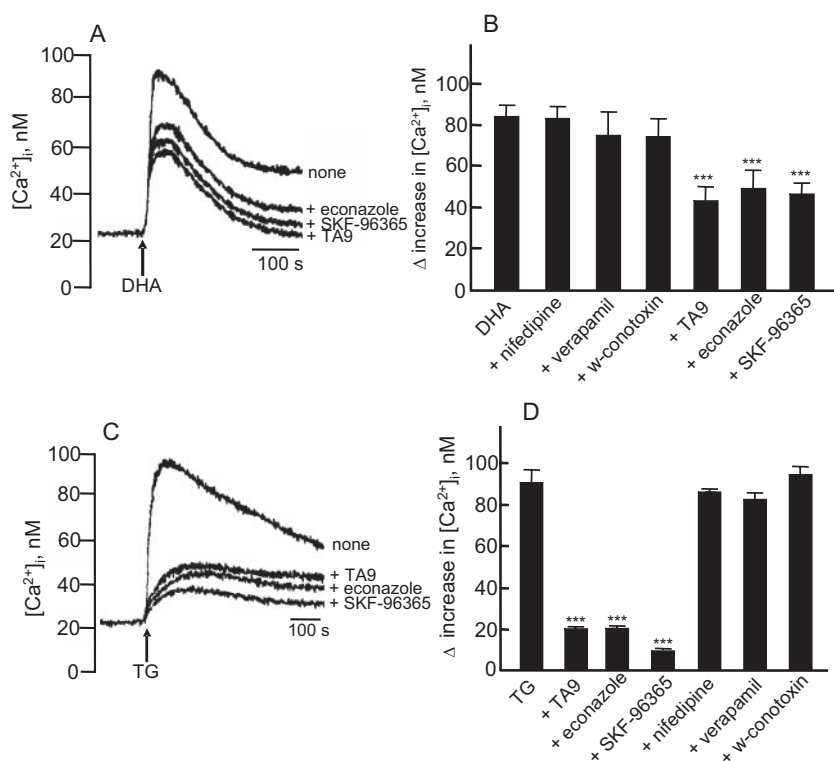 A
100
80
60
40
20
0
[Ca²⁺]ᵢ, nM
none
+ econazole
+ SKF-96365
+ TA9
100 s
DHA
B
100
80
60
40
20
0
Δ increase in [Ca²⁺]ᵢ, nM
***
***
***
DHA
+ nifedipine
+ verapamil
+ w-conotoxin
+ TA9
+ econazole
+ SKF-96365
C
100
80
60
40
20
0
[Ca²⁺]ᵢ, nM
none
+ TA9
+ econazole
+ SKF-96365
100 s
TG
D
100
80
60
40
20
0
Δ increase in [Ca²⁺]ᵢ, nM
***
***
***
TG
+ TA9
+ econazole
+ SKF-96365
+ nifedipine
+ verapamil
+ w-conotoxin